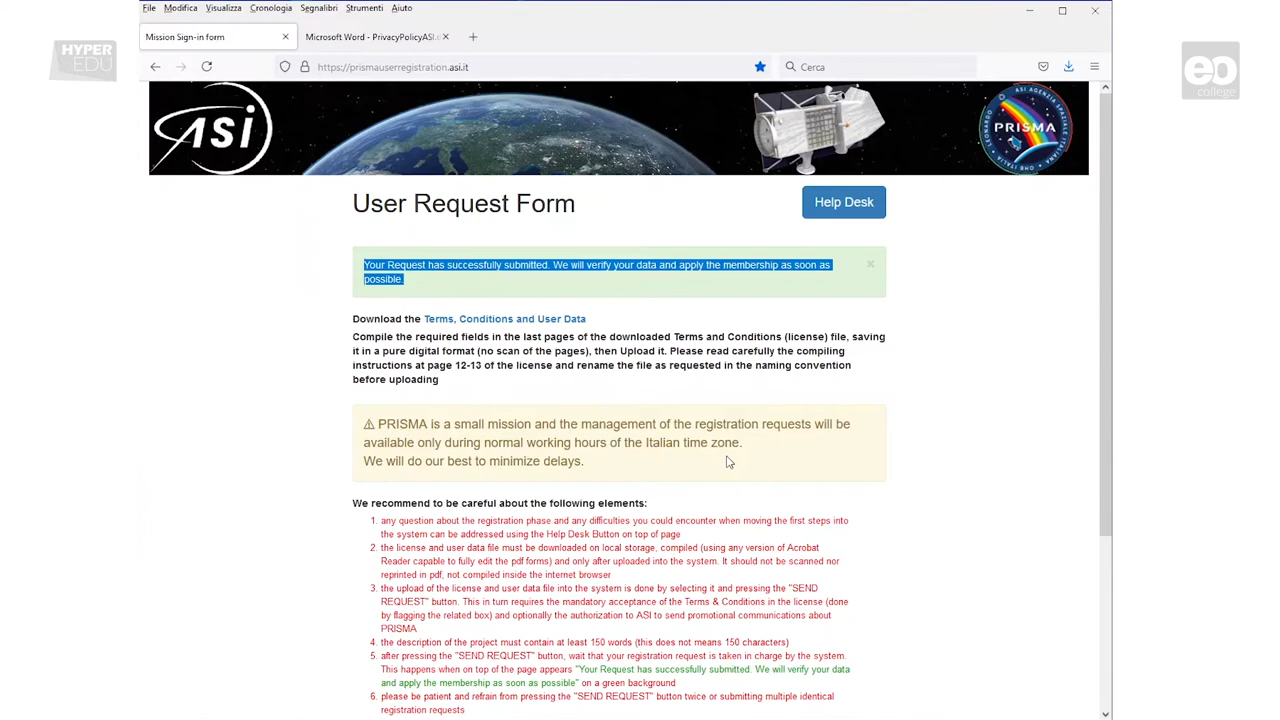 HYPER
EDU
eo
college
File Modifica Visualizza Cronologia Segnalibri Strumenti Aiuto
Mission Sign-in form
Microsoft Word - PrivacyPolicyASI.
https://prismauserregistration.asi.it
Cerca
asi
AGENZIA SPAZIALE ITALIANA
LEONARDO
PRISMA
User Request Form
Help Desk
Your Request has successfully submitted. We will verify your data and apply the membership as soon as
possible.
Download the Terms, Conditions and User Data
Compile the required fields in the last pages of the downloaded Terms and Conditions (license) file, saving
it in a pure digital format (no scan of the pages), then Upload it. Please read carefully the compiling
instructions at page 12-13 of the license and rename the file as requested in the naming convention
before uploading
⚠ PRISMA is a small mission and the management of the registration requests will be
available only during normal working hours of the Italian time zone.
We will do our best to minimize delays.
We recommend to be careful about the following elements:
1. any question about the registration phase and any difficulties you could encounter when moving the first steps into
the system can be addressed using the Help Desk Button on top of page
2. the license and user data file must be downloaded on local storage, compiled (using any version of Acrobat
Reader capable to fully edit the pdf forms) and only after uploaded into the system. It should not be scanned nor
reprinted in pdf, not compiled inside the internet browser
3. the upload of the license and user data file into the system is done by selecting it and pressing the "SEND
REQUEST" button. This in turn requires the mandatory acceptance of the Terms & Conditions in the license (done
by flagging the related box) and optionally the authorization to ASI to send promotional communications about
PRISMA
4. the description of the project must contain at least 150 words (this does not means 150 characters)
5. after pressing the "SEND REQUEST" button, wait that your registration request is taken in charge by the system.
This happens when on top of the page appears "Your Request has successfully submitted. We will verify your data
and apply the membership as soon as possible" on a green background
6. please be patient and refrain from pressing the "SEND REQUEST" button twice or submitting multiple identical
registration requests